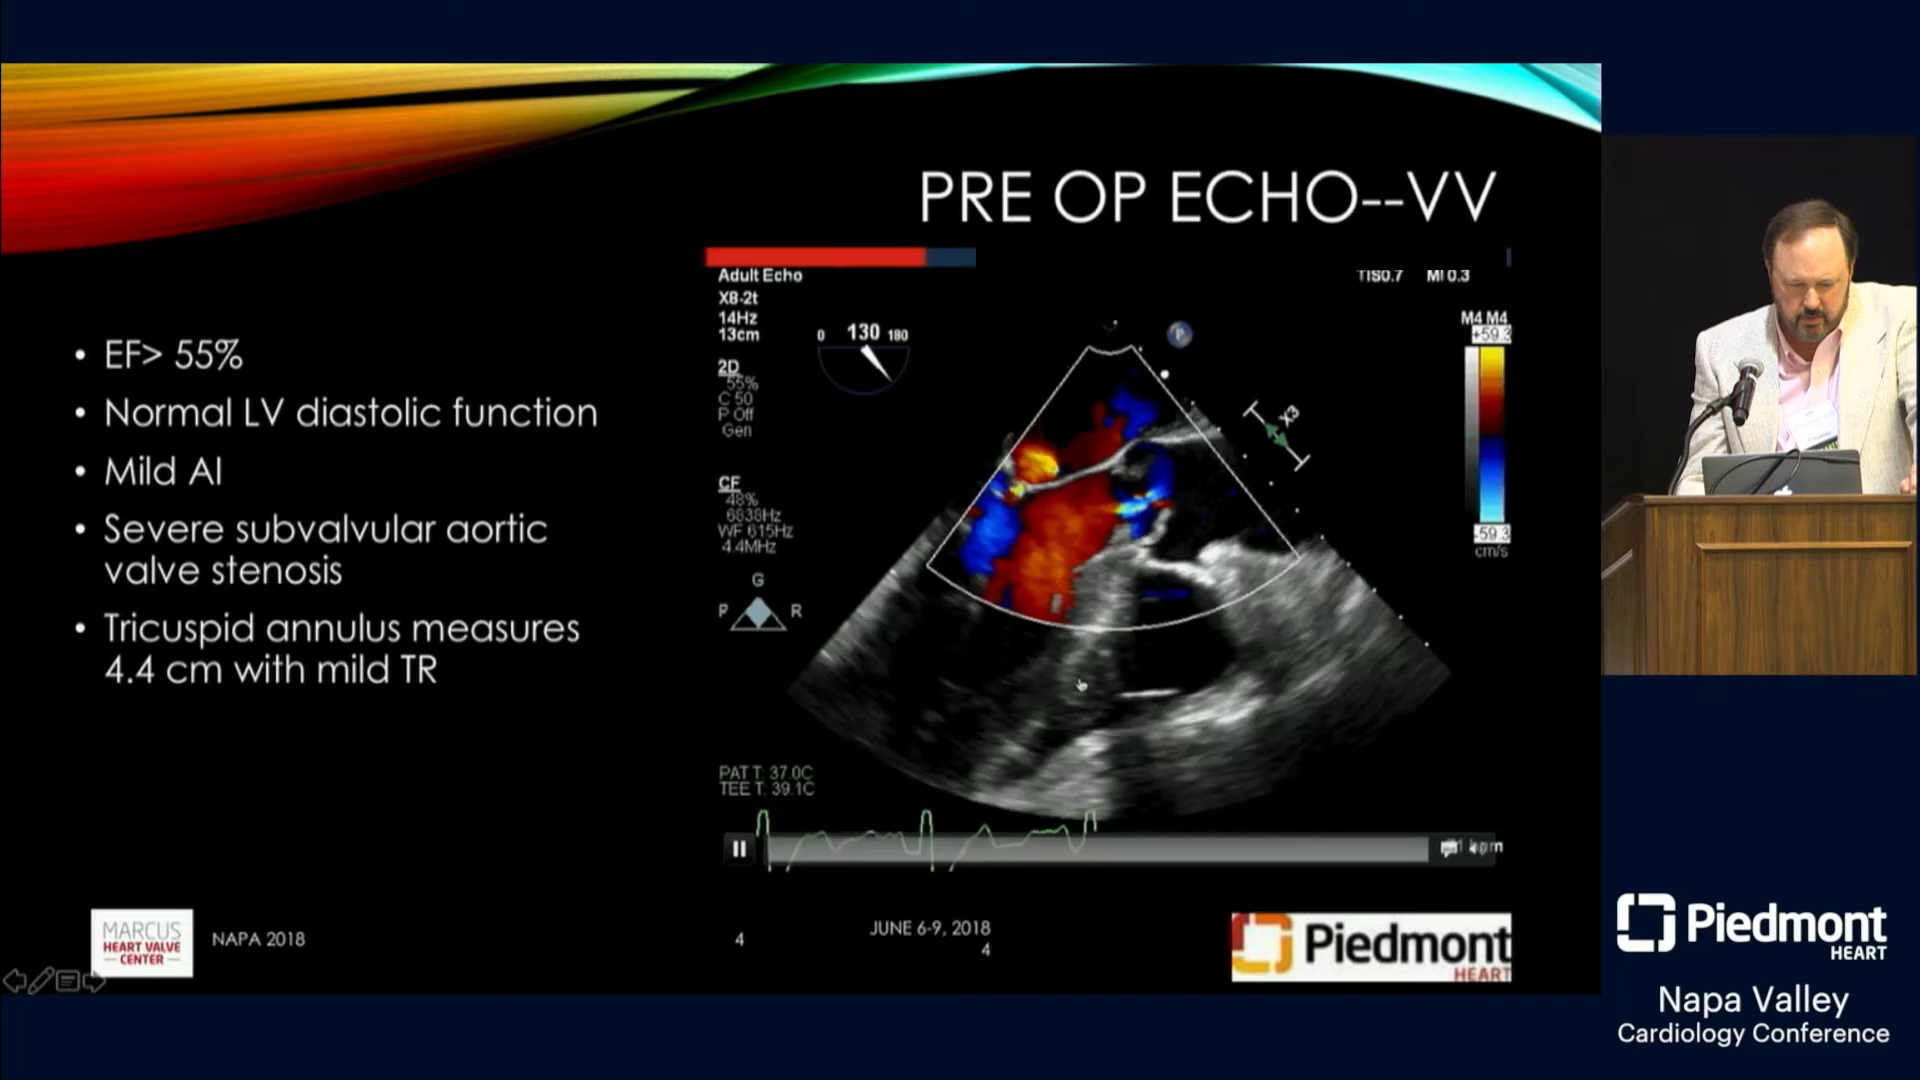 PRE OP ECHO--VV
• EF> 55%
• Normal LV diastolic function
• Mild AI
• Severe subvalvular aortic
valve stenosis
• Tricuspid annulus measures
4.4 cm with mild TR
Adult Echo
X8-2t
14Hz
13cm
0 130 180
2D
55%
C 50
P Off
Gen
CF
48%
6838Hz
WF 615Hz
4.4MHz
G
P R
TIS0.7 MI 0.3
M4 M4
+59.3
-59.3
cm/s
P
X3
PAT T: 37.0C
TEE T: 39.1C
MARCUS
HEART VALVE
CENTER
NAPA 2018
4
JUNE 6-9, 2018
4
Piedmont
HEART
Piedmont
HEART
Napa Valley
Cardiology Conference